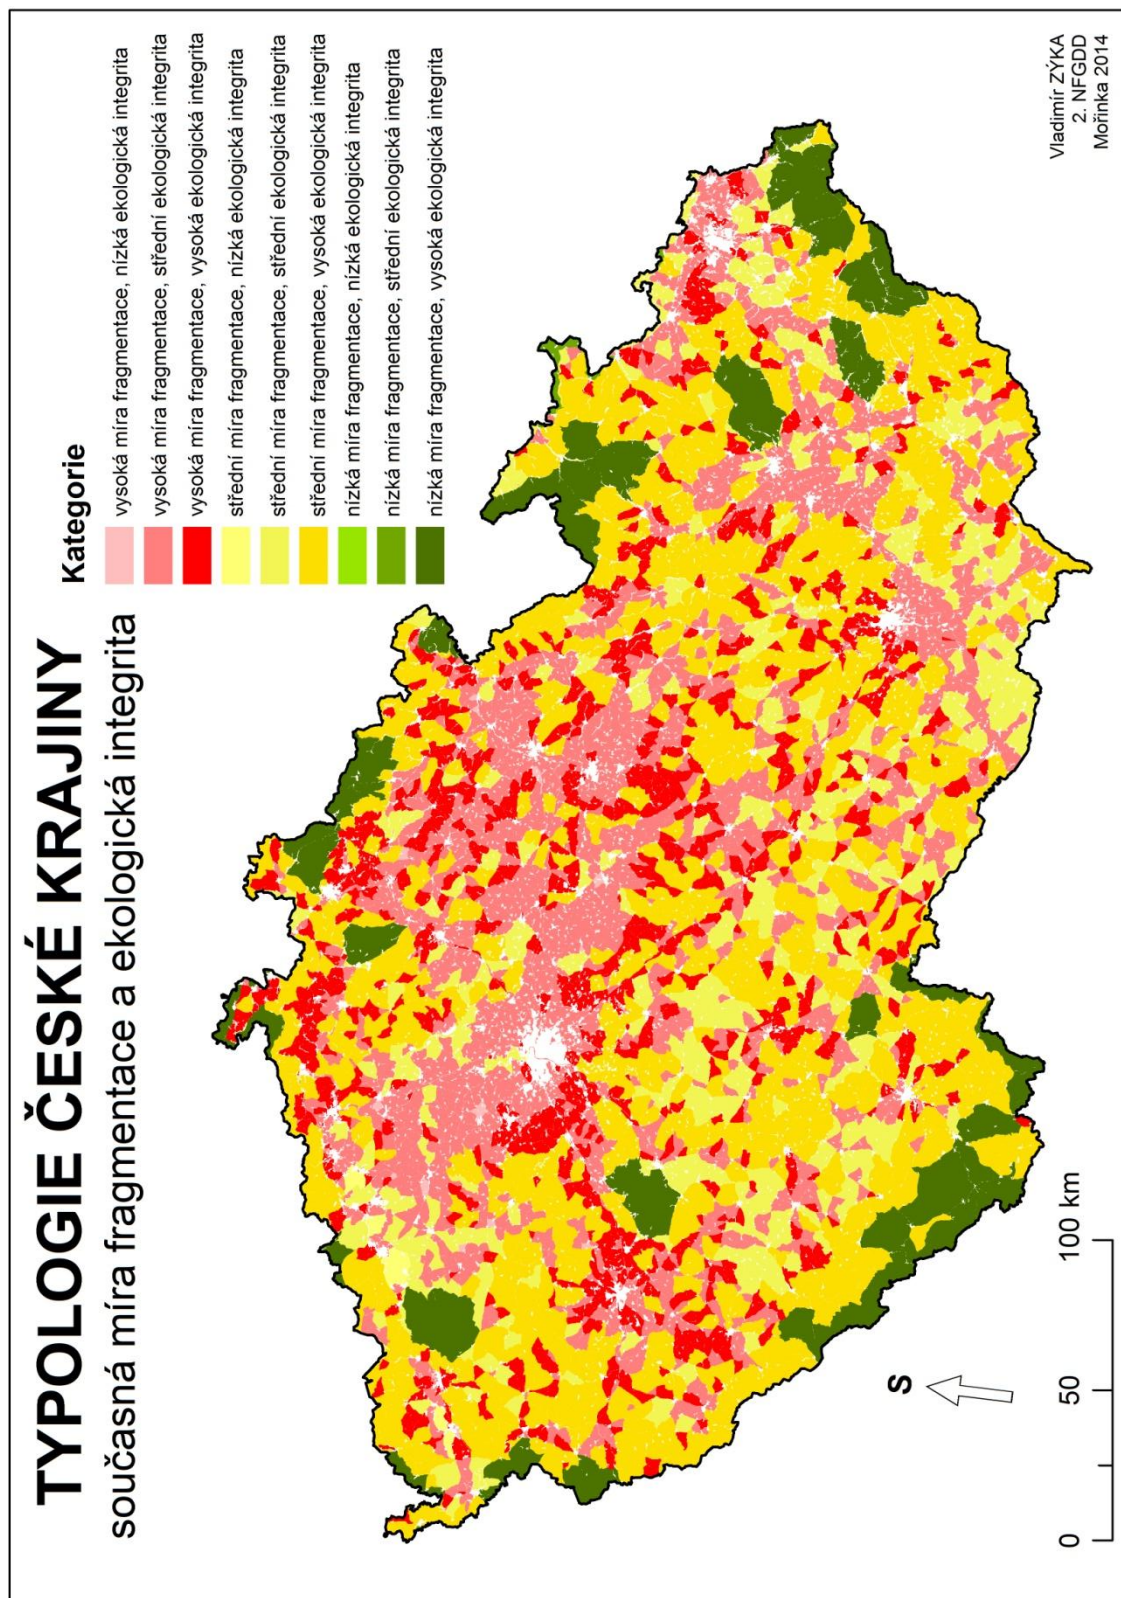 TYPOLOGIE ČESKÉ KRAJINY
současná míra fragmentace a ekologická integrita
Kategorie
vysoká míra fragmentace, nízká ekologická integrita
vysoká míra fragmentace, střední ekologická integrita
vysoká míra fragmentace, vysoká ekologická integrita
střední míra fragmentace, nízká ekologická integrita
střední míra fragmentace, střední ekologická integrita
střední míra fragmentace, vysoká ekologická integrita
nízká míra fragmentace, nízká ekologická integrita
nízká míra fragmentace, střední ekologická integrita
nízká míra fragmentace, vysoká ekologická integrita
S
0 50 100 km
Vladimír ZÝKA
2. NFGDD
Mořinka 2014